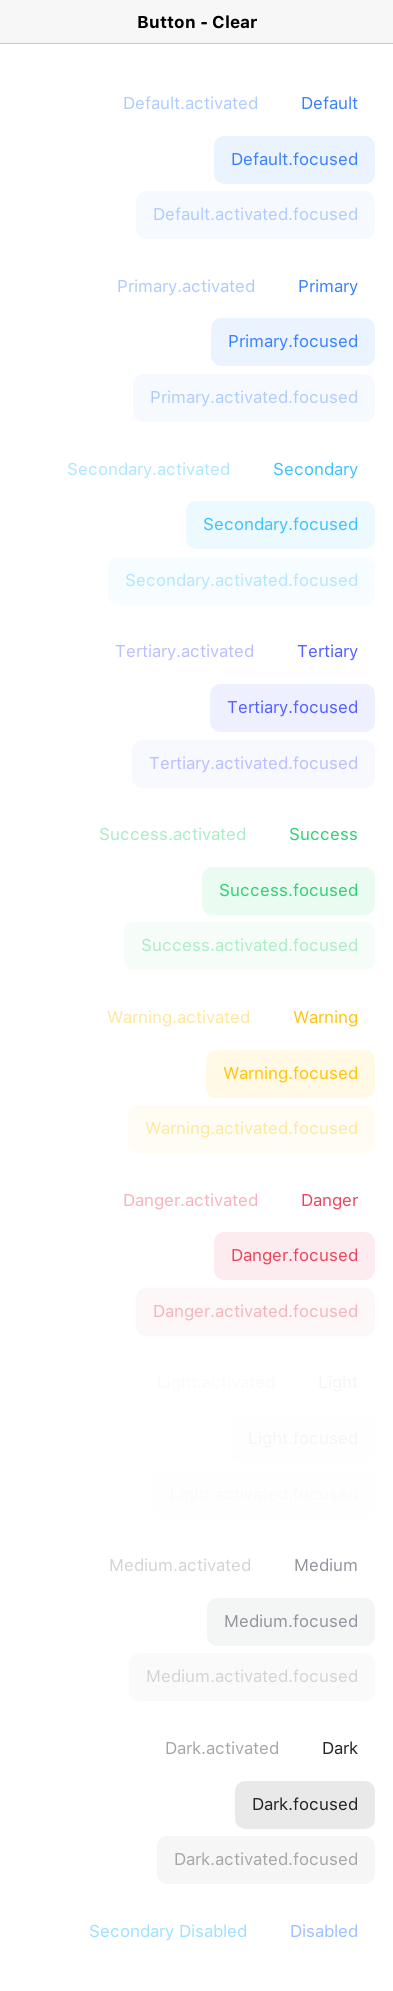 Button - Clear
Default.activated Default
Default.focused
Default.activated.focused
Primary.activated Primary
Primary.focused
Primary.activated.focused
Secondary.activated Secondary
Secondary.focused
Secondary.activated.focused
Tertiary.activated Tertiary
Tertiary.focused
Tertiary.activated.focused
Success.activated Success
Success.focused
Success.activated.focused
Warning.activated Warning
Warning.focused
Warning.activated.focused
Danger.activated Danger
Danger.focused
Danger.activated.focused
Light.activated Light
Light.focused
Light.activated.focused
Medium.activated Medium
Medium.focused
Medium.activated.focused
Dark.activated Dark
Dark.focused
Dark.activated.focused
Secondary Disabled Disabled